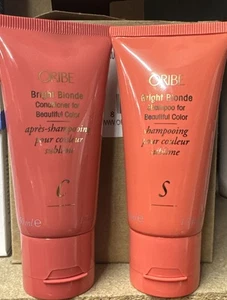 ORIBE
Bright Blonde
Conditioner for
Beautiful Color
après-shampooing
pour couleur
sublime
C
ORIBE
Bright Blonde
Shampoo for
Beautiful Color
shampooing
pour couleur
sublime
S